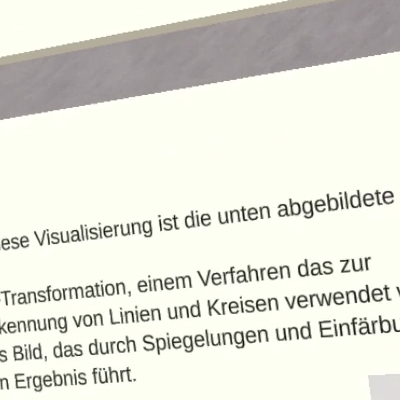 ese Visualisierung ist die unten abgebildete
Transformation, einem Verfahren das zur
kennung von Linien und Kreisen verwendet
s Bild, das durch Spiegelungen und Einfärbu
n Ergebnis führt.